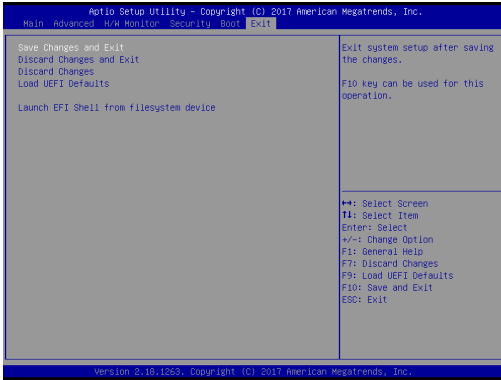 Aptio Setup Utility – Copyright (C) 2017 American Megatrends, Inc.
Main Advanced H/W Monitor Security Boot Exit
Save Changes and Exit
Discard Changes and Exit
Discard Changes
Load UEFI Defaults
Launch EFI Shell from filesystem device
Exit system setup after saving
the changes.
F10 key can be used for this
operation.
↔: Select Screen
↑↓: Select Item
Enter: Select
+/-: Change Option
F1: General Help
F7: Discard Changes
F9: Load UEFI Defaults
F10: Save and Exit
ESC: Exit
Version 2.18.1263. Copyright (C) 2017 American Megatrends, Inc.